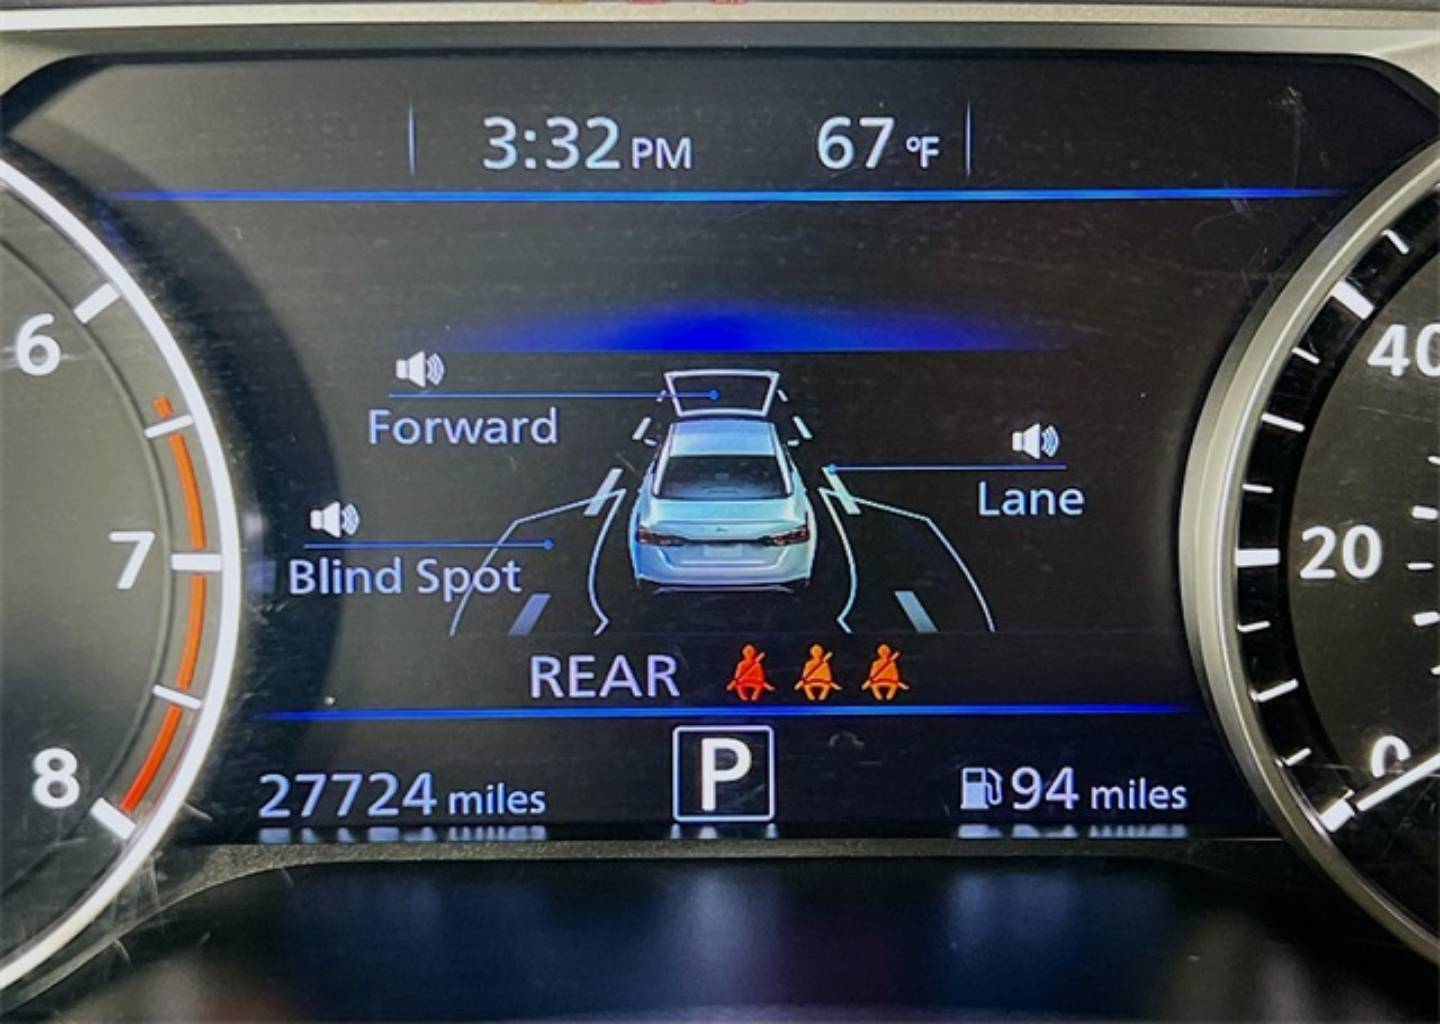 3:32 PM 67 °F
Forward
Lane
Blind Spot
REAR
27724 miles P 94 miles
6
7
8
40
20
0